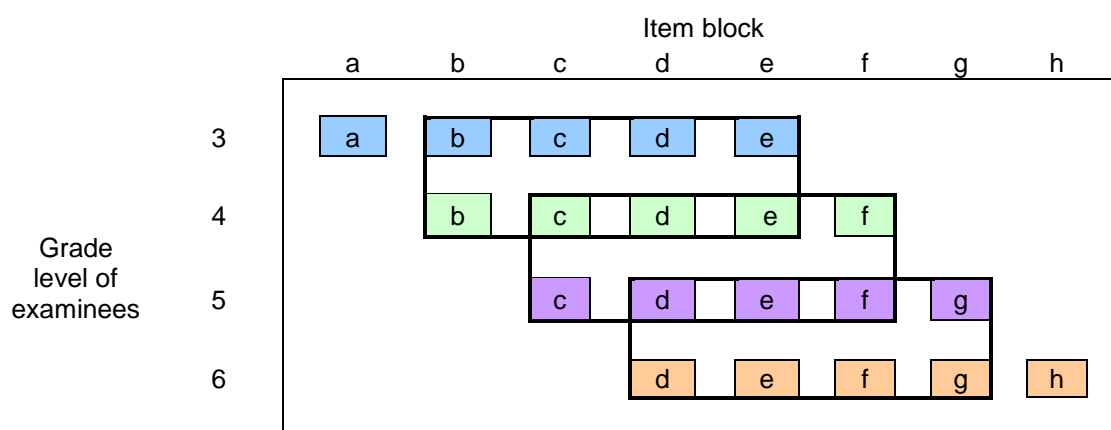 Item block
a b c d e f g h
3 a b c d e
4 b c d e f
Grade
level of
examinees
5 c d e f g
6 d e f g h